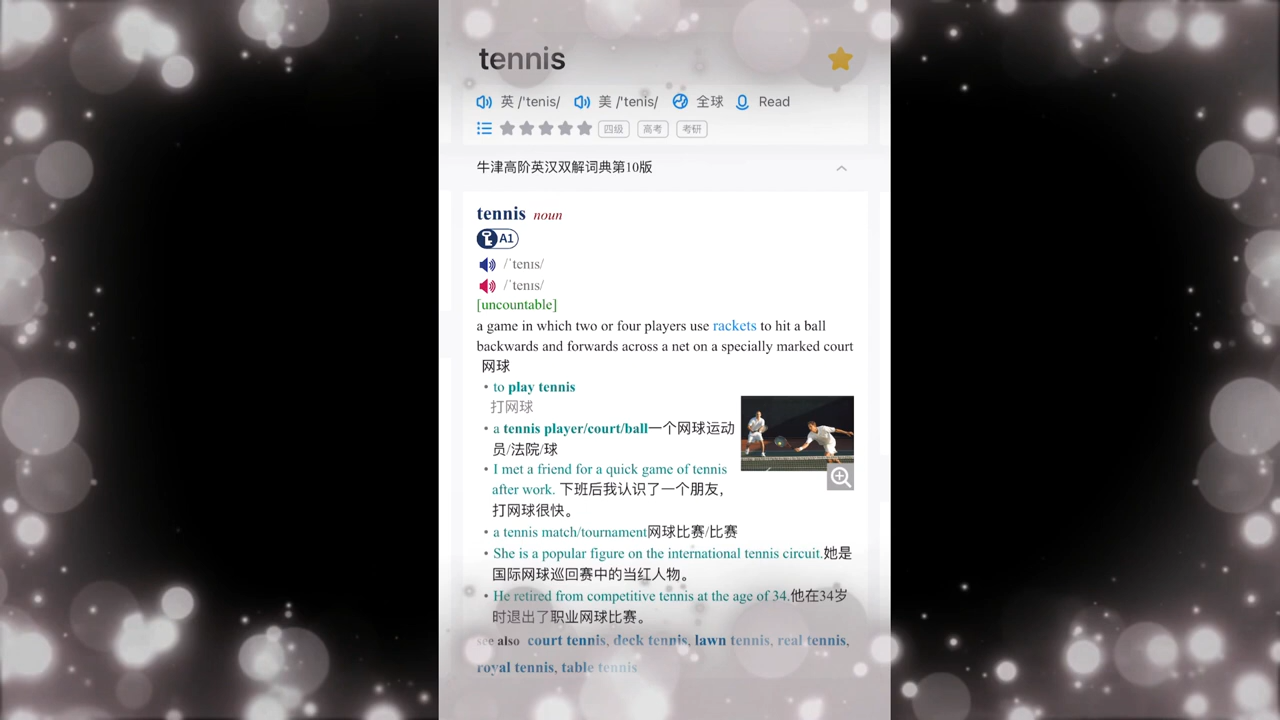 tennis
英 /'tenis/ 美 /'tenis/ 全球 Read
四级 高考 考研
牛津高阶英汉双解词典第10版
tennis noun
A1
/ˈtenɪs/
/ˈtenɪs/
[uncountable]
a game in which two or four players use rackets to hit a ball
backwards and forwards across a net on a specially marked court
网球
• to play tennis
打网球
• a tennis player/court/ball一个网球运动
员/法院/球
• I met a friend for a quick game of tennis
after work. 下班后我认识了一个朋友，
打网球很快。
• a tennis match/tournament网球比赛/比赛
• She is a popular figure on the international tennis circuit.她是
国际网球巡回赛中的当红人物。
• He retired from competitive tennis at the age of 34.他在34岁
时退出了职业网球比赛。
see also court tennis, deck tennis, lawn tennis, real tennis,
royal tennis, table tennis